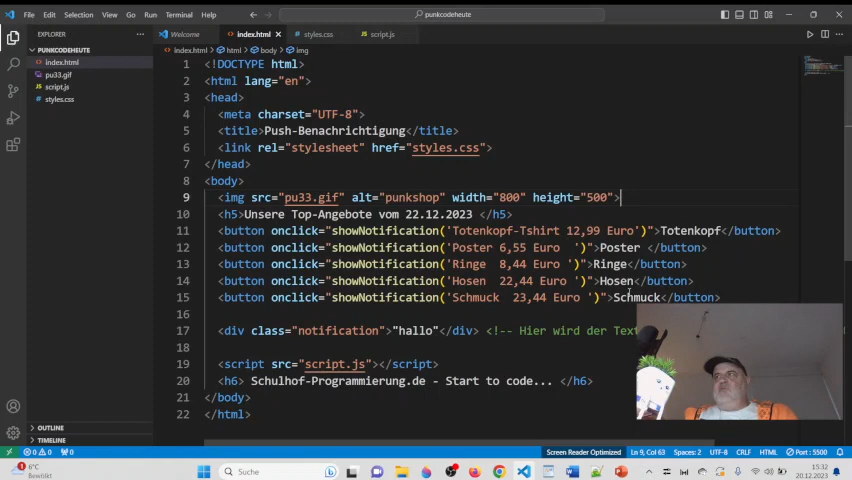 File Edit Selection View Go Run Terminal Help
punkcodeheute
EXPLORER
Welcome
index.html
styles.css
script.js
PUNKCODEHEUTE
index.html
pu33.gif
script.js
styles.css
index.html > html > body > img
1 <!DOCTYPE html>
2 <html lang="en">
3 <head>
4 <meta charset="UTF-8">
5 <title>Push-Benachrichtigung</title>
6 <link rel="stylesheet" href="styles.css">
7 </head>
8 <body>
9 <img src="pu33.gif" alt="punkshop" width="800" height="500">
10 <h5>Unsere Top-Angebote vom 22.12.2023 </h5>
11 <button onclick="showNotification('Totenkopf-Tshirt 12,99 Euro')">Totenkopf</button>
12 <button onclick="showNotification('Poster 6,55 Euro  ')">Poster </button>
13 <button onclick="showNotification('Ringe  8,44 Euro ')">Ringe</button>
14 <button onclick="showNotification('Hosen  22,44 Euro ')">Hosen</button>
15 <button onclick="showNotification('Schmuck  23,44 Euro ')">Schmuck</button>
16
17 <div class="notification">"hallo"</div> <!-- Hier wird der Text
18
19 <script src="script.js"></script>
20 <h6> Schulhof-Programmierung.de - Start to code... </h6>
21 </body>
22 </html>
OUTLINE
TIMELINE
0 0 0
Screen Reader Optimized Ln 9, Col 63 Spaces: 2 UTF-8 CRLF HTML Port : 5500
6°C
Bewölkt
Suche
15:32
20.12.2023